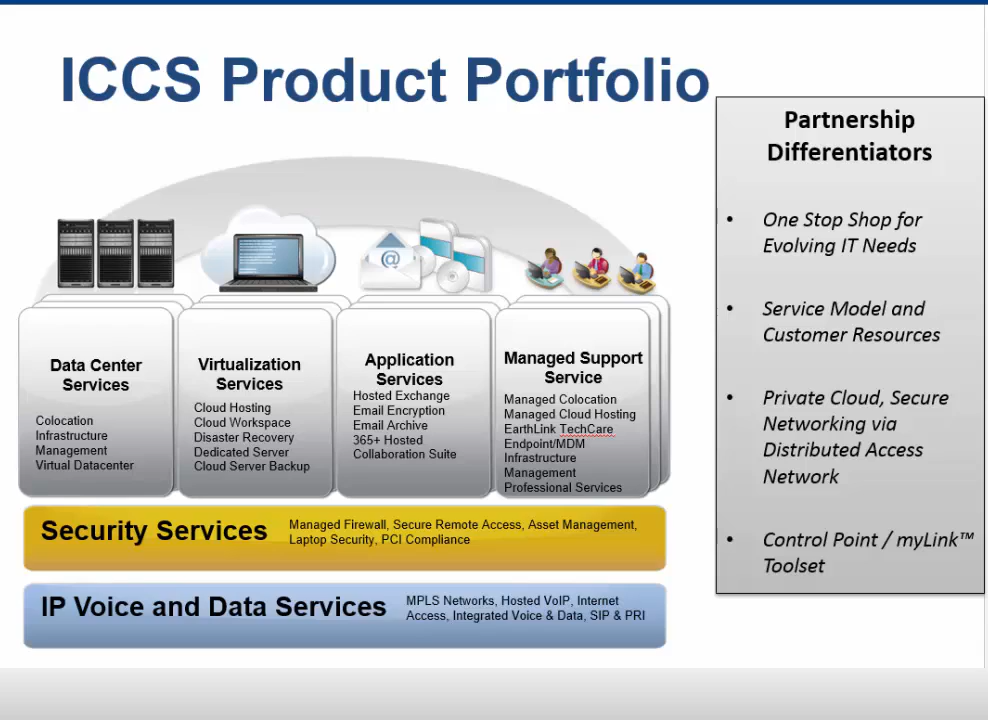 ICCS Product Portfolio
Partnership
Differentiators
• One Stop Shop for
Evolving IT Needs
• Service Model and
Customer Resources
• Private Cloud, Secure
Networking via
Distributed Access
Network
• Control Point / myLink™
Toolset
@
Data Center
Services
Colocation
Infrastructure
Management
Virtual Datacenter
Virtualization
Services
Cloud Hosting
Cloud Workspace
Disaster Recovery
Dedicated Server
Cloud Server Backup
Application
Services
Hosted Exchange
Email Encryption
Email Archive
365+ Hosted
Collaboration Suite
Managed Support
Service
Managed Colocation
Managed Cloud Hosting
EarthLink TechCare
Endpoint/MDM
Infrastructure
Management
Professional Services
Security Services
Managed Firewall, Secure Remote Access, Asset Management,
Laptop Security, PCI Compliance
IP Voice and Data Services
MPLS Networks, Hosted VoIP, Internet
Access, Integrated Voice & Data, SIP & PRI